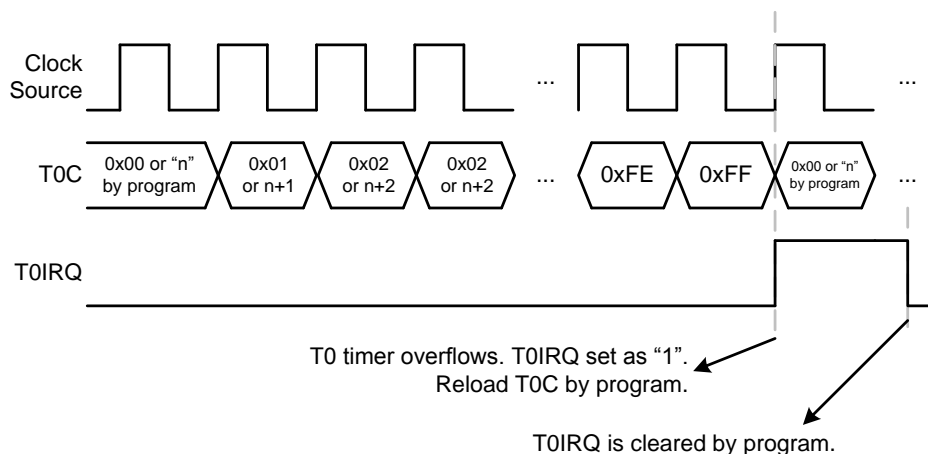 Clock
Source
...
...
T0C
0x00 or “n”
by program
0x01
or n+1
0x02
or n+2
0x02
or n+2
...
0xFE
0xFF
0x00 or “n”
by program
...
T0IRQ
T0 timer overflows. T0IRQ set as “1”.
Reload T0C by program.
T0IRQ is cleared by program.